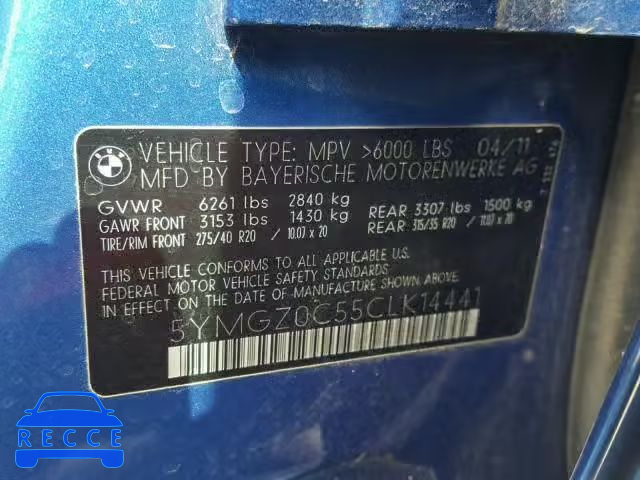 BMW
VEHICLE TYPE: MPV >6000 LBS 04/11
MFD BY BAYERISCHE MOTORENWERKE AG
GVWR 6261 lbs 2840 kg
GAWR FRONT 3153 lbs 1430 kg REAR 3307 lbs 1500 kg
TIRE/RIM FRONT 275/40 R20 / 10.0J x 20 REAR 315/35 R20 / 11.0J x 20
THIS VEHICLE CONFORMS TO ALL APPLICABLE U.S.
FEDERAL MOTOR VEHICLE SAFETY STANDARDS
IN EFFECT ON THE DATE OF MANUFACTURE SHOWN ABOVE.
5YMGZ0C55CLK14441
RECCE